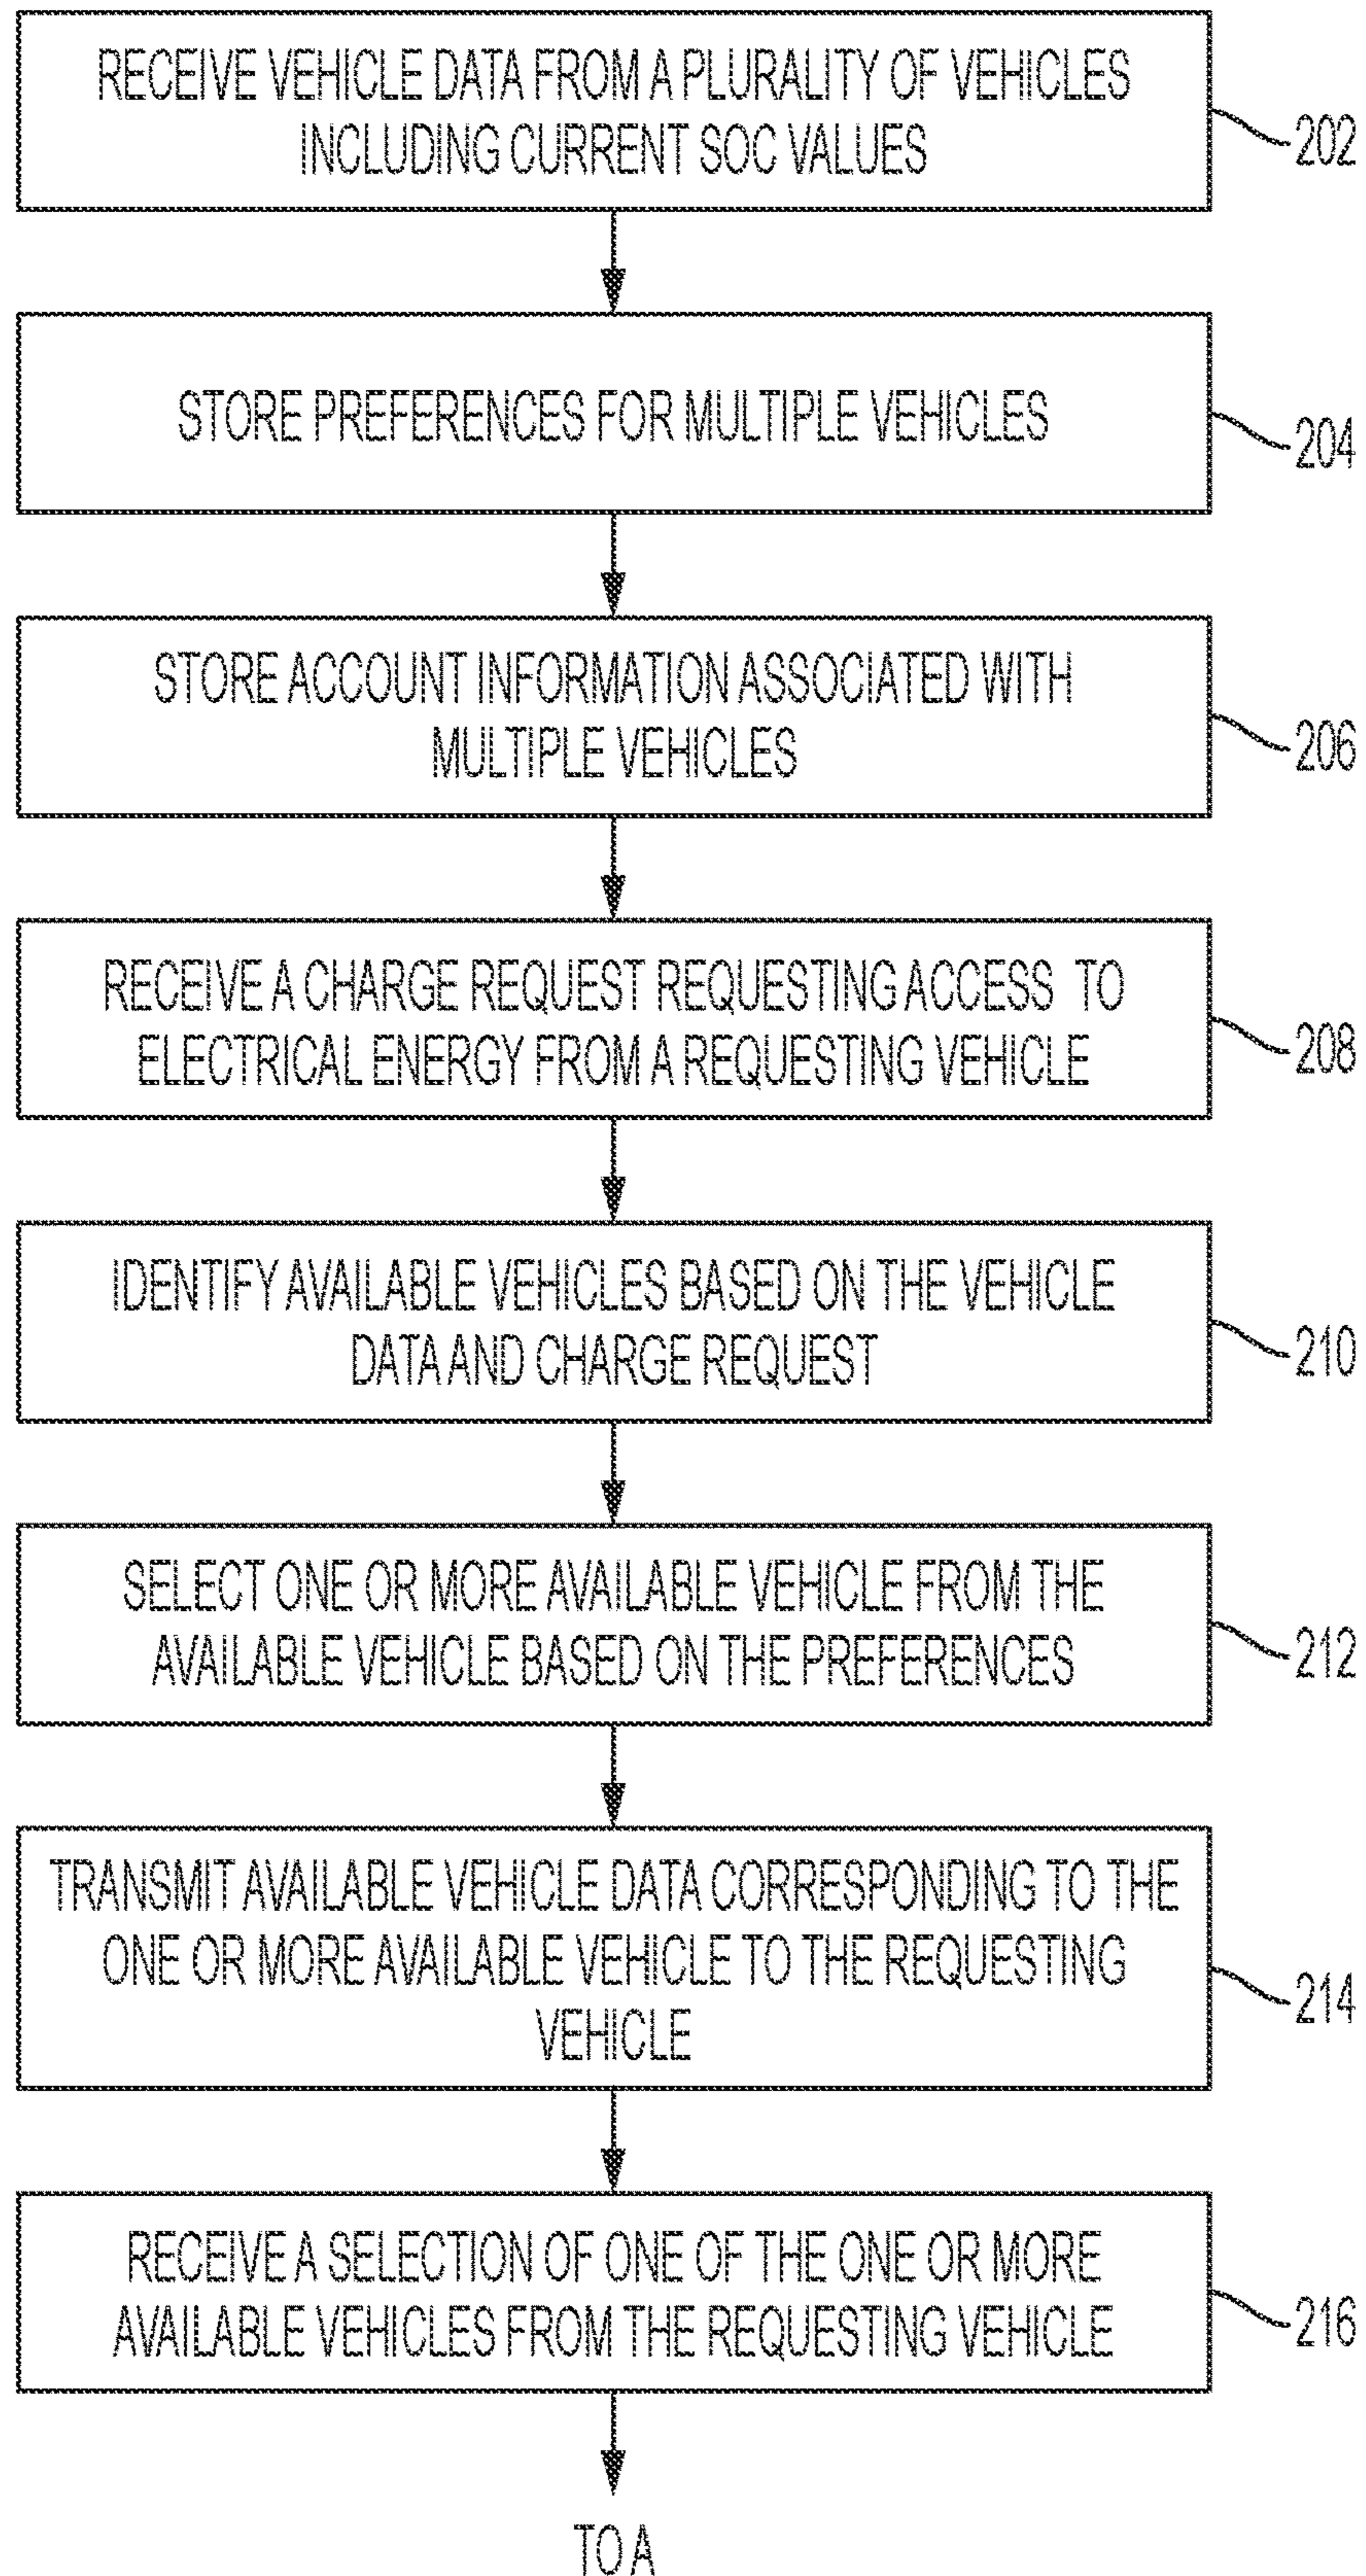 RECEIVE VEHICLE DATA FROM A PLURALITY OF VEHICLES
INCLUDING CURRENT SOC VALUES
202
STORE PREFERENCES FOR MULTIPLE VEHICLES
204
STORE ACCOUNT INFORMATION ASSOCIATED WITH
MULTIPLE VEHICLES
206
RECEIVE A CHARGE REQUEST REQUESTING ACCESS TO
ELECTRICAL ENERGY FROM A REQUESTING VEHICLE
208
IDENTIFY AVAILABLE VEHICLES BASED ON THE VEHICLE
DATA AND CHARGE REQUEST
210
SELECT ONE OR MORE AVAILABLE VEHICLE FROM THE
AVAILABLE VEHICLE BASED ON THE PREFERENCES
212
TRANSMIT AVAILABLE VEHICLE DATA CORRESPONDING TO THE
ONE OR MORE AVAILABLE VEHICLE TO THE REQUESTING
VEHICLE
214
RECEIVE A SELECTION OF ONE OF THE ONE OR MORE
AVAILABLE VEHICLES FROM THE REQUESTING VEHICLE
216
TO A